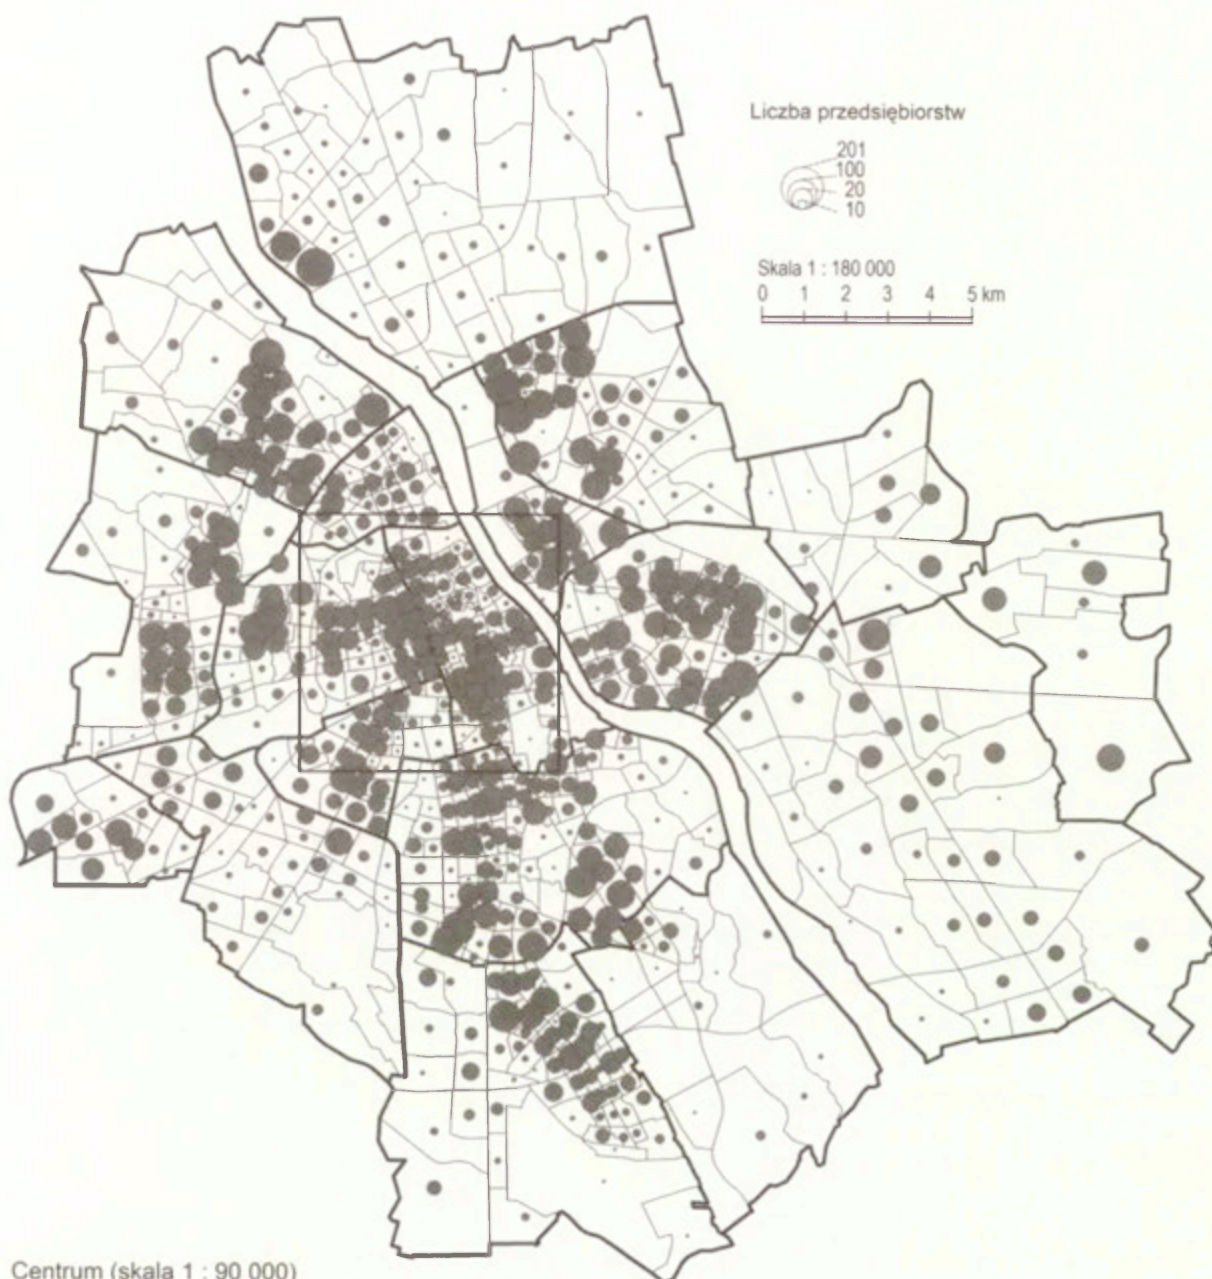 Liczba przedsiębiorstw
201
100
20
10
Skala 1 : 180 000
0 1 2 3 4 5 km
Centrum (skala 1 : 90 000)